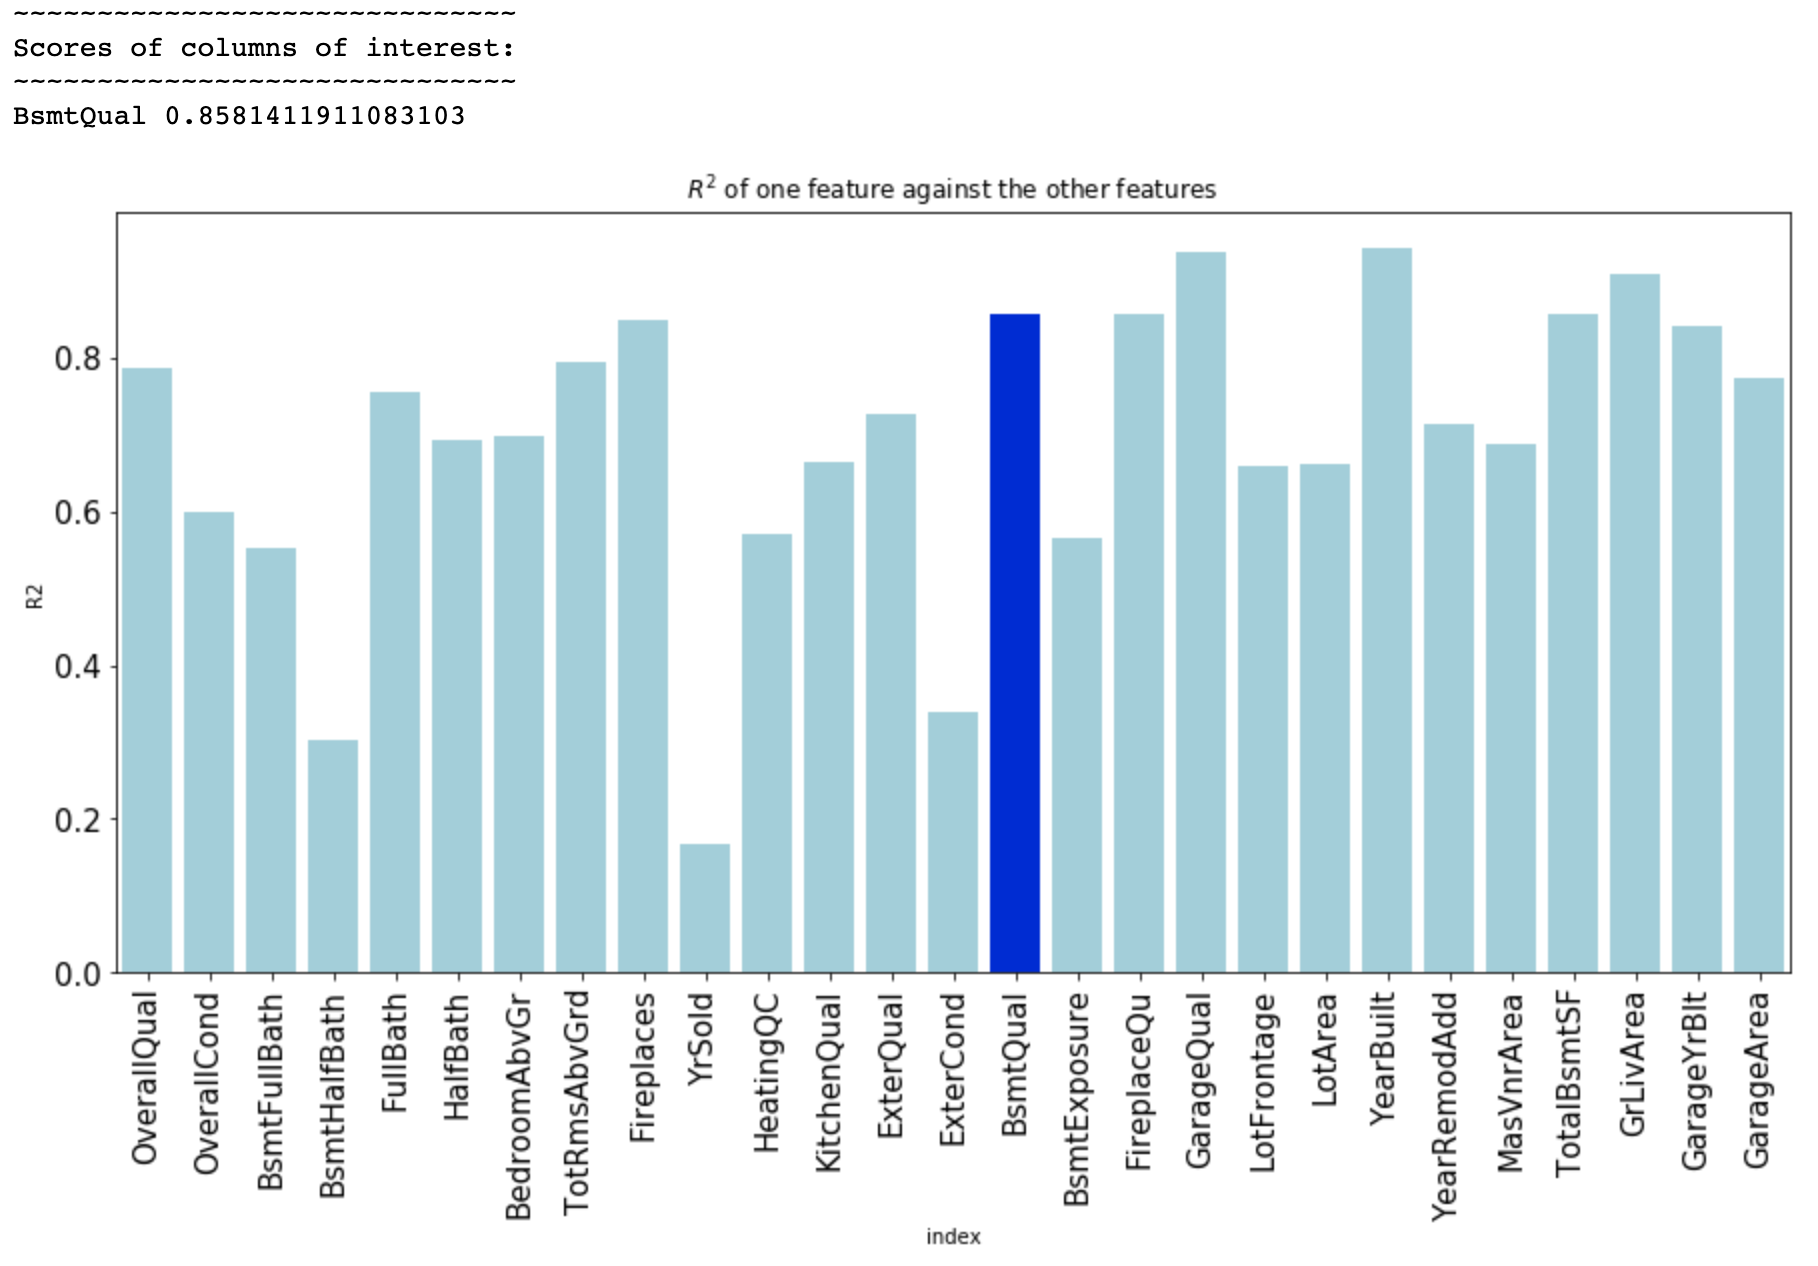 ~~~~~~~~~~~~~~~~~~~~~~~~~~~~~~
Scores of columns of interest:
~~~~~~~~~~~~~~~~~~~~~~~~~~~~~~
BsmtQual 0.8581411911083103
R² of one feature against the other features
0.8
0.6
0.4
0.2
0.0
R2
OverallQual
OverallCond
BsmtFullBath
BsmtHalfBath
FullBath
HalfBath
BedroomAbvGr
TotRmsAbvGrd
Fireplaces
YrSold
HeatingQC
KitchenQual
ExterQual
ExterCond
BsmtQual
BsmtExposure
FireplaceQu
GarageQual
LotFrontage
LotArea
YearBuilt
YearRemodAdd
MasVnrArea
TotalBsmtSF
GrLivArea
GarageYrBlt
GarageArea
index